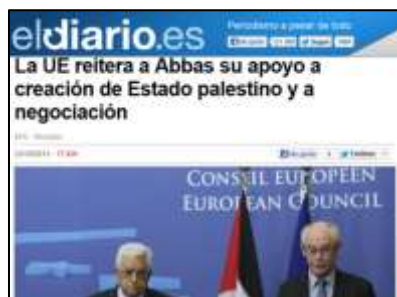 eldiario.es
Periodismo a pesar de todo
La UE reitera a Abbas su apoyo a
creación de Estado palestino y a
negociación
CONSEIL EUROPÉEN
EUROPEAN COUNCIL